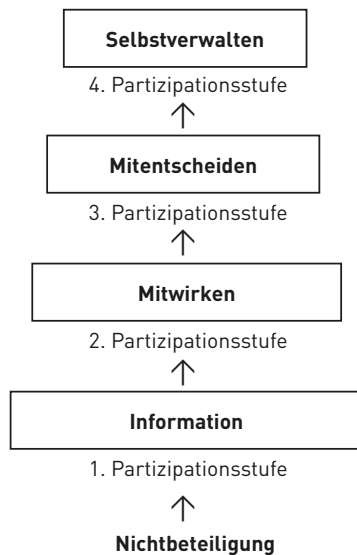 Selbstverwalten
4. Partizipationsstufe
Mitentscheiden
3. Partizipationsstufe
Mitwirken
2. Partizipationsstufe
Information
1. Partizipationsstufe
Nichtbeteiligung